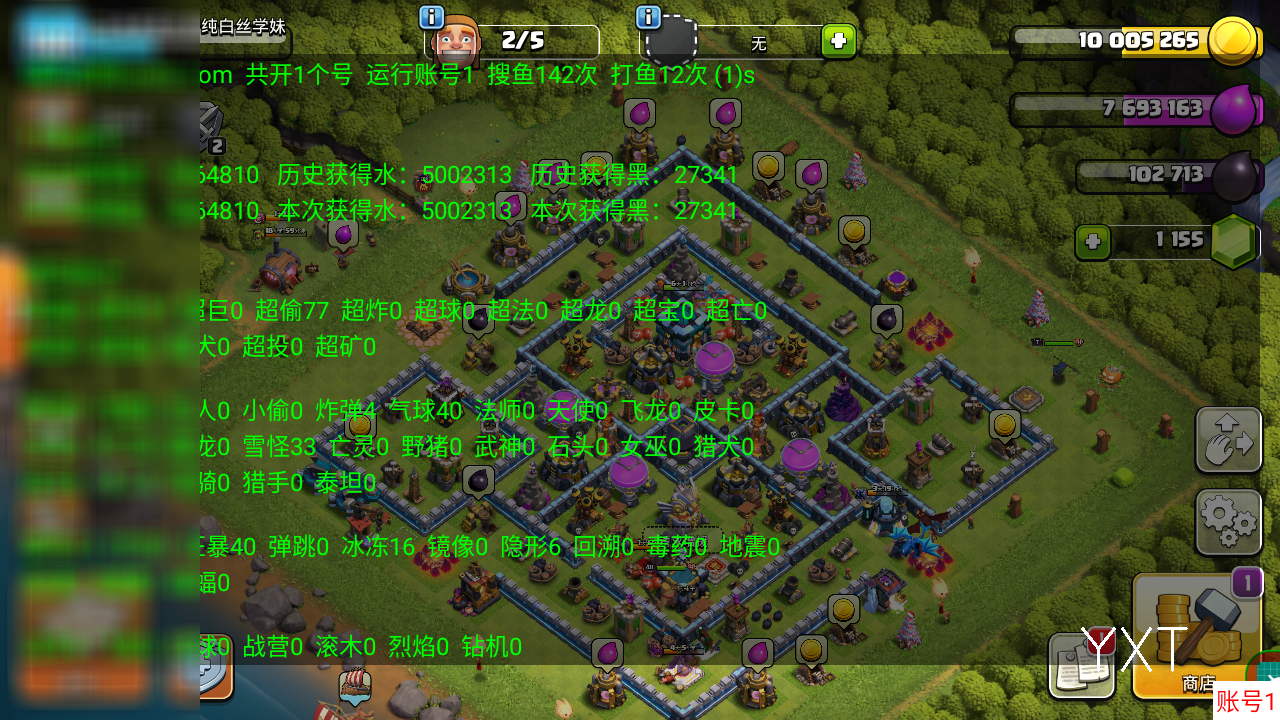 纯白丝学妹
2/5
无
10 005 265
om 共开1个号 运行账号1 搜鱼142次 打鱼12次 (1)s
7 693 163
2
64810 历史获得水：5002313 历史获得黑：27341
102 713
64810 本次获得水：5002313 本次获得黑：27341
1 155
超巨0 超偷77 超炸0 超球0 超法0 超龙0 超宝0 超亡0
犬0 超投0 超矿0
人0 小偷0 炸弹4 气球40 法师0 天使0 飞龙0 皮卡0
龙0 雪怪33 亡灵0 野猪0 武神0 石头0 女巫0 猎犬0
骑0 猎手0 泰坦0
狂暴40 弹跳0 冰冻16 镜像0 隐形6 回溯0 毒药0 地震0
蝠0
1
球0 战营0 滚木0 烈焰0 钻机0
YXT
商店
账号1